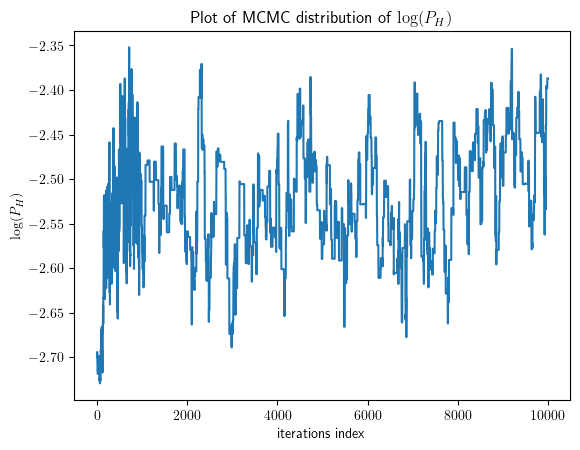 Plot of MCMC distribution of log(P_H)
log(P_H)
−2.35
−2.40
−2.45
−2.50
−2.55
−2.60
−2.65
−2.70
0 2000 4000 6000 8000 10000
iterations index